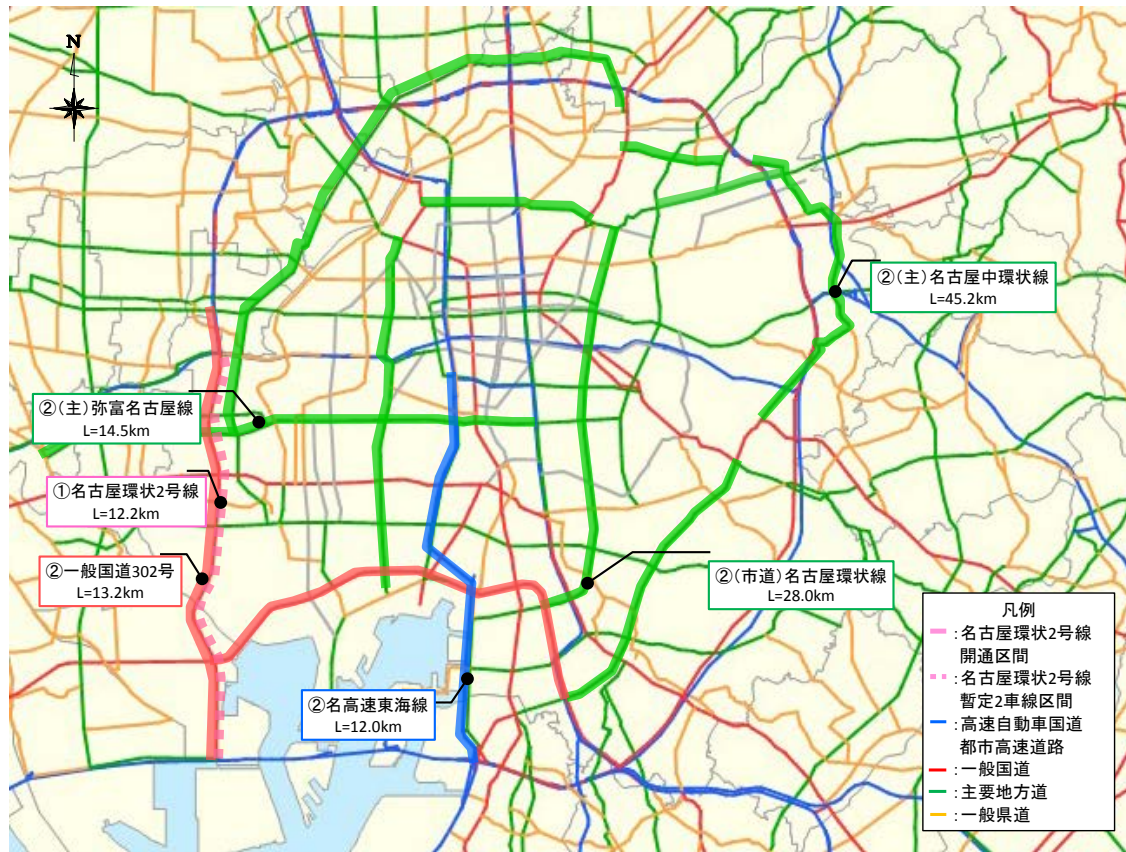 N
②(主)名古屋中環状線
L=45.2km
②(主)弥富名古屋線
L=14.5km
①名古屋環状2号線
L=12.2km
②一般国道302号
L=13.2km
②(市道)名古屋環状線
L=28.0km
②名高速東海線
L=12.0km
凡例
:名古屋環状2号線
開通区間
:名古屋環状2号線
暫定2車線区間
:高速自動車国道
都市高速道路
:一般国道
:主要地方道
:一般県道